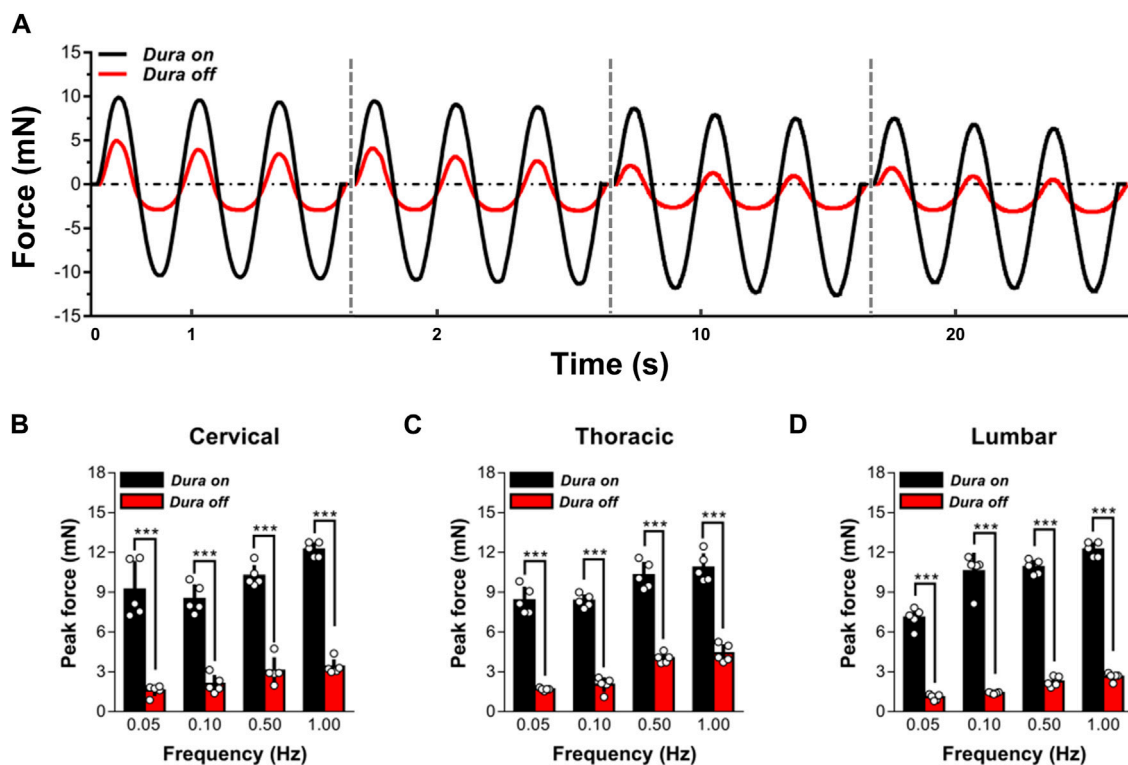 A
Dura on
Dura off
Force (mN)
15
10
5
0
-5
-10
-15
0 1 2 10 20
Time (s)
B
Cervical
Dura on
Dura off
Peak force (mN)
18
15
12
9
6
3
0
*** *** *** ***
0.05 0.10 0.50 1.00
Frequency (Hz)
C
Thoracic
Dura on
Dura off
Peak force (mN)
18
15
12
9
6
3
0
*** *** *** ***
0.05 0.10 0.50 1.00
Frequency (Hz)
D
Lumbar
Dura on
Dura off
Peak force (mN)
18
15
12
9
6
3
0
*** *** *** ***
0.05 0.10 0.50 1.00
Frequency (Hz)